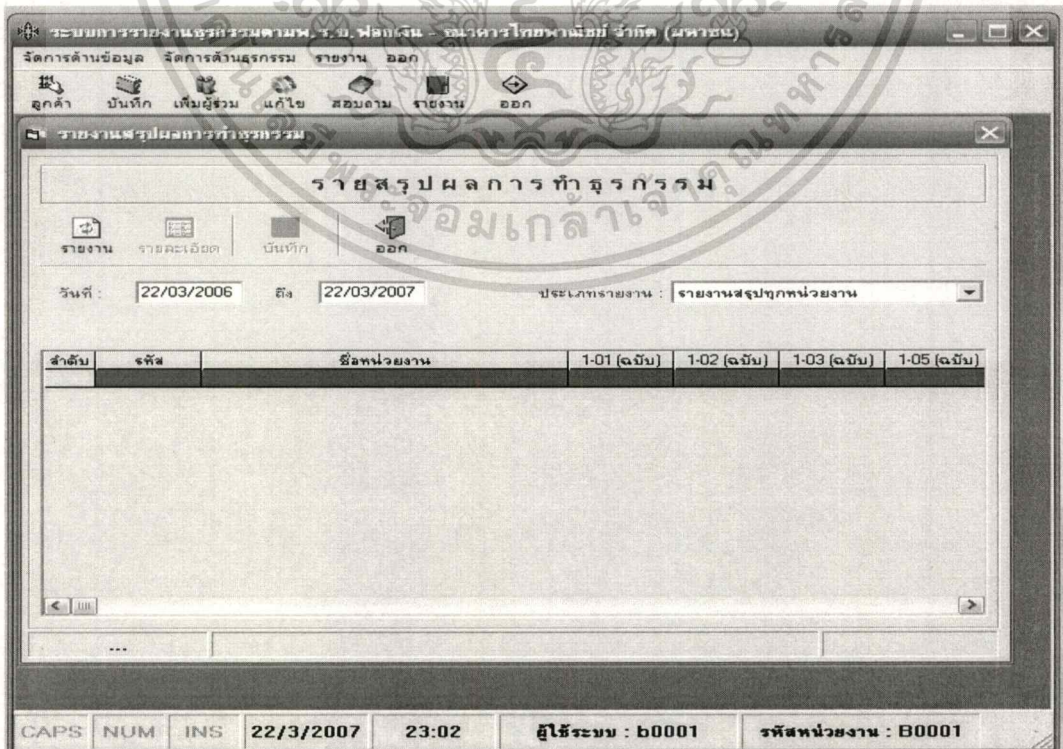 ระบบการรายงานธุรกรรมตามพ.ร.บ.ฟอกเงิน - ธนาคารไทยพาณิชย์ จำกัด (มหาชน)
จัดการด้านข้อมูล จัดการด้านธุรกรรม รายงาน ออก
ลูกค้า บันทึก เพิ่มผู้ร่วม แก้ไข สอบถาม รายงาน ออก
รายงานสรุปผลการทำธุรกรรม
รายสรุปผลการทำธุรกรรม
รายงาน รายละเอียด บันทึก ออก
วันที่ : 22/03/2006 ถึง 22/03/2007 ประเภทรายงาน : รายงานสรุปทุกหน่วยงาน
ลำดับ รหัส ชื่อหน่วยงาน 1-01 (ฉบับ) 1-02 (ฉบับ) 1-03 (ฉบับ) 1-05 (ฉบับ)
...
CAPS NUM INS 22/3/2007 23:02 ผู้ใช้ระบบ : b0001 รหัสหน่วยงาน : B0001